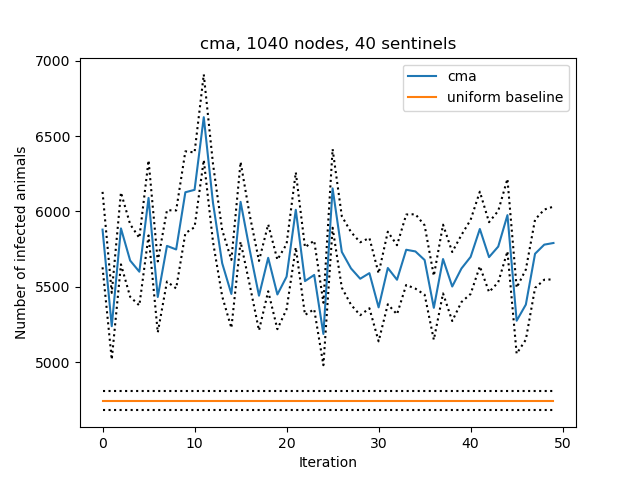 cma, 1040 nodes, 40 sentinels
7000
6500
6000
5500
5000
Number of infected animals
cma
uniform baseline
0
10
20
30
40
50
Iteration